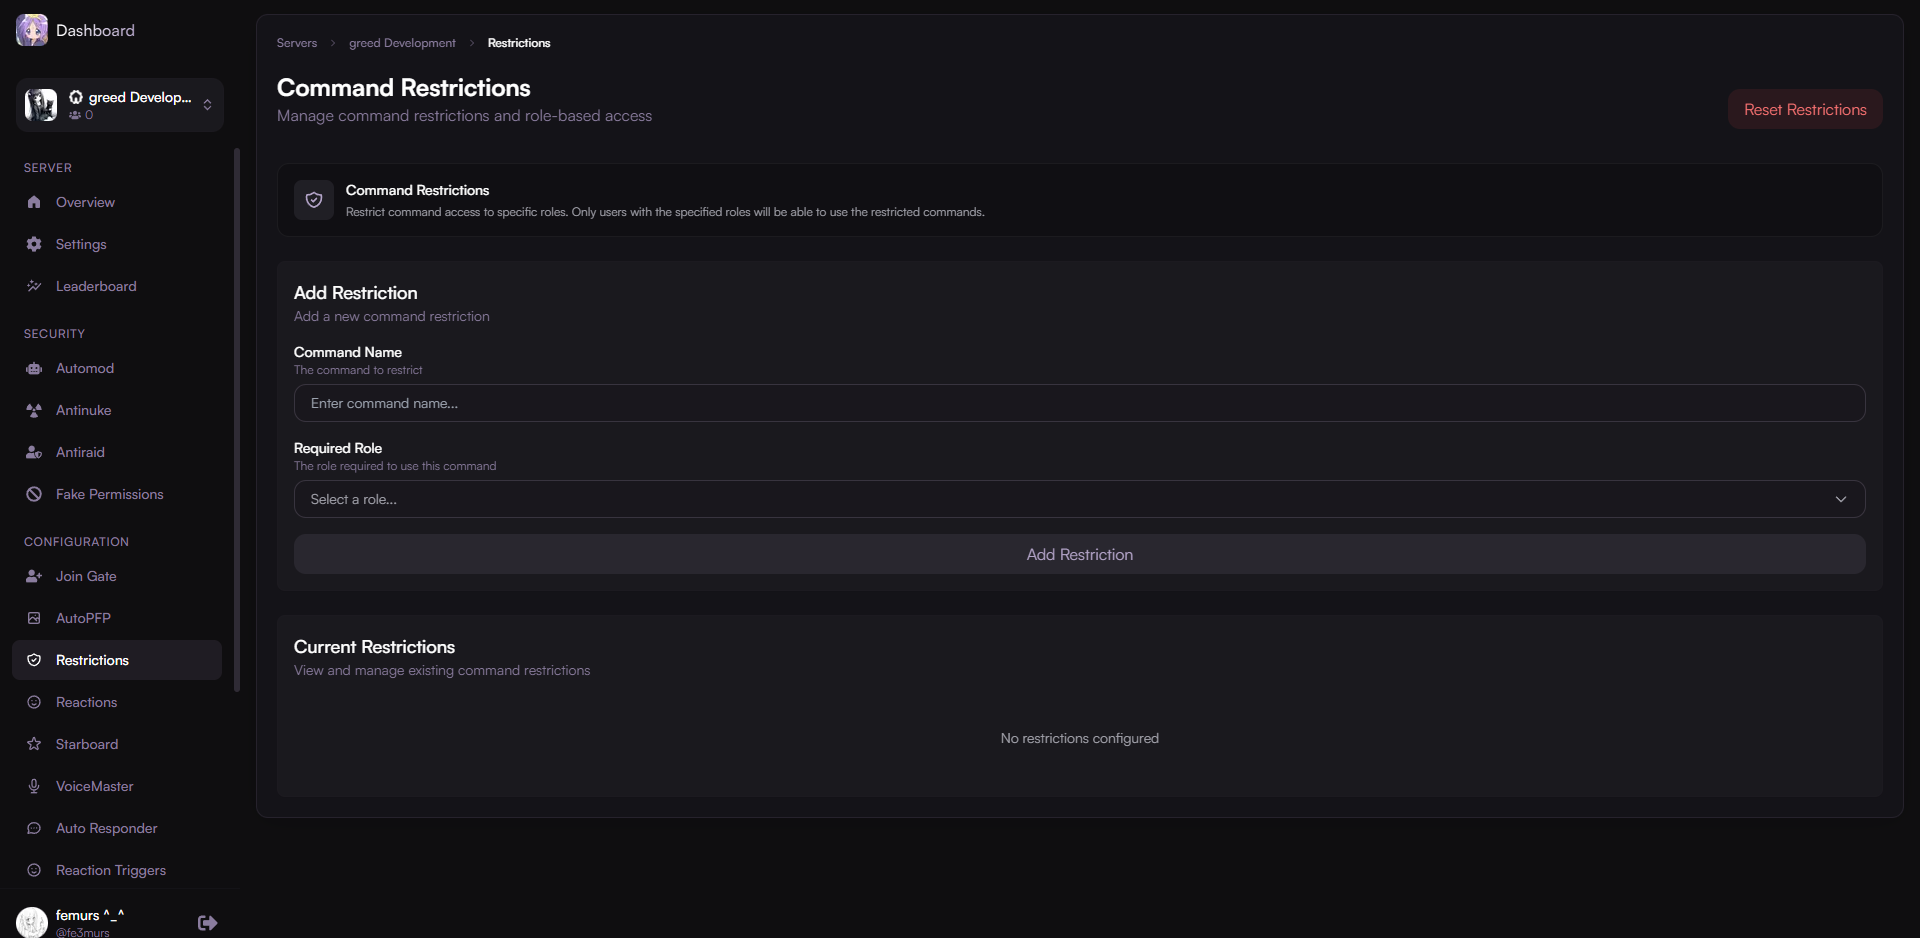 Dashboard
greed Develop...
0
SERVER
Overview
Settings
Leaderboard
SECURITY
Automod
Antinuke
Antiraid
Fake Permissions
CONFIGURATION
Join Gate
AutoPFP
Restrictions
Reactions
Starboard
VoiceMaster
Auto Responder
Reaction Triggers
femurs ^_^
@fe3murs
Servers > greed Development > Restrictions
Command Restrictions
Manage command restrictions and role-based access
Reset Restrictions
Command Restrictions
Restrict command access to specific roles. Only users with the specified roles will be able to use the restricted commands.
Add Restriction
Add a new command restriction
Command Name
The command to restrict
Enter command name...
Required Role
The role required to use this command
Select a role...
Add Restriction
Current Restrictions
View and manage existing command restrictions
No restrictions configured